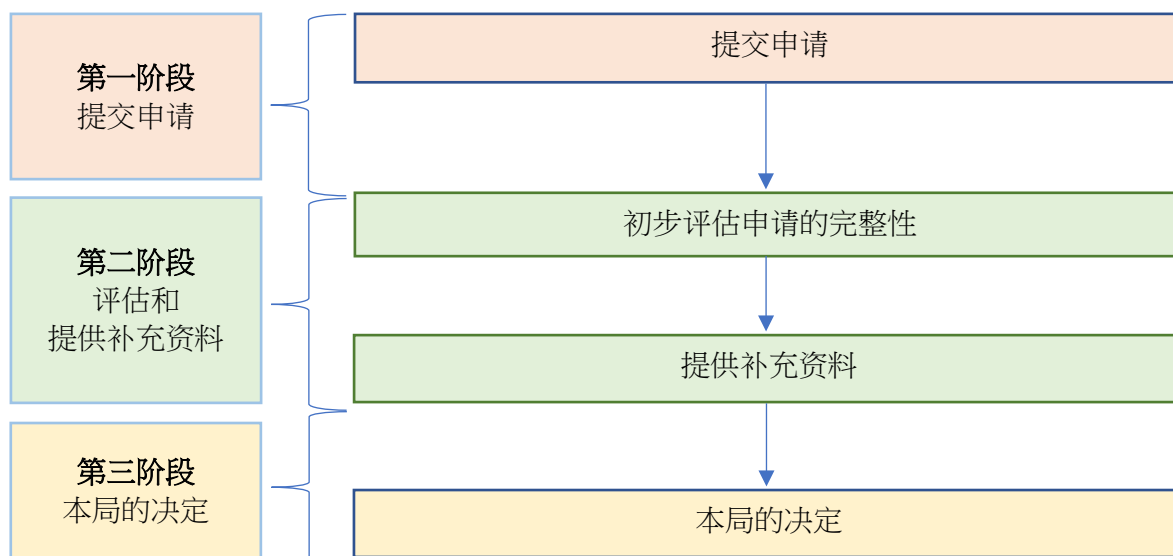 第一阶段
提交申请
提交申请
初步评估申请的完整性
第二阶段
评估和
提供补充资料
提供补充资料
第三阶段
本局的决定
本局的决定